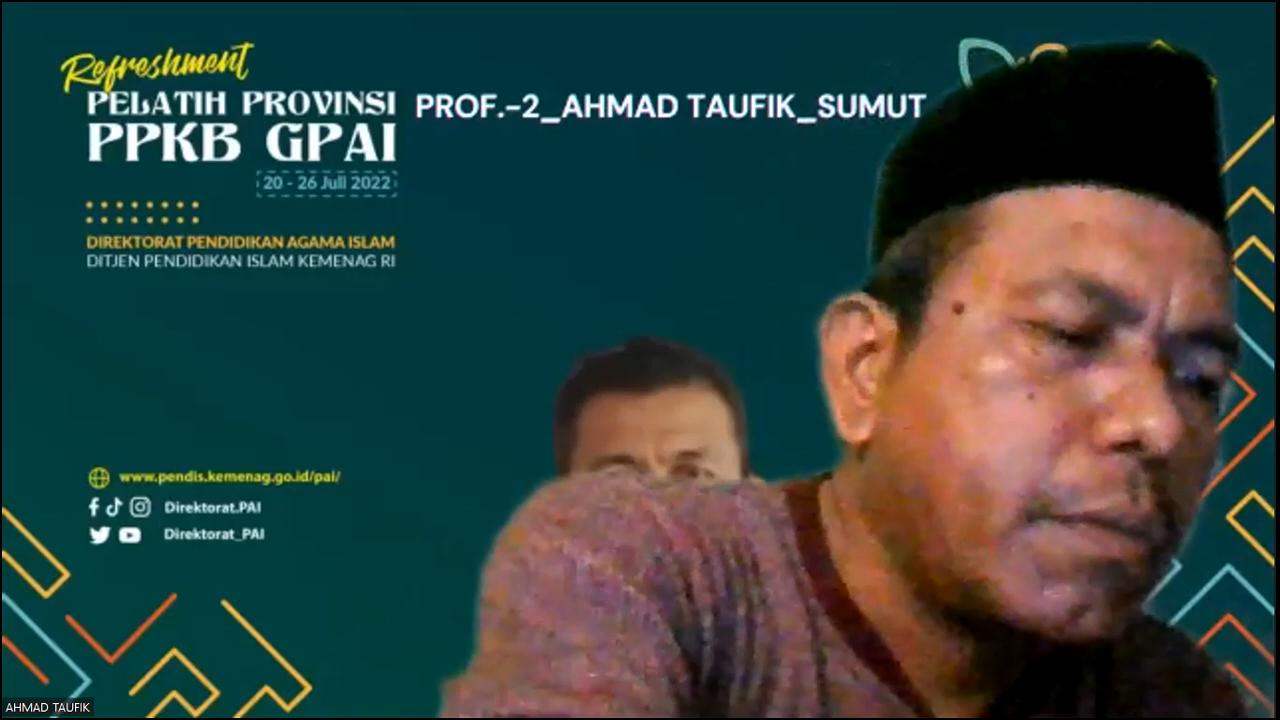 Refreshment
PELATIH PROVINSI
PPKB GPAI
20 - 26 Juli 2022
DIREKTORAT PENDIDIKAN AGAMA ISLAM
DITJEN PENDIDIKAN ISLAM KEMENAG RI
PROF.-2_AHMAD TAUFIK_SUMUT
www.pendis.kemenag.go.id/pai/
Direktorat.PAI
Direktorat_PAI
AHMAD TAUFIK